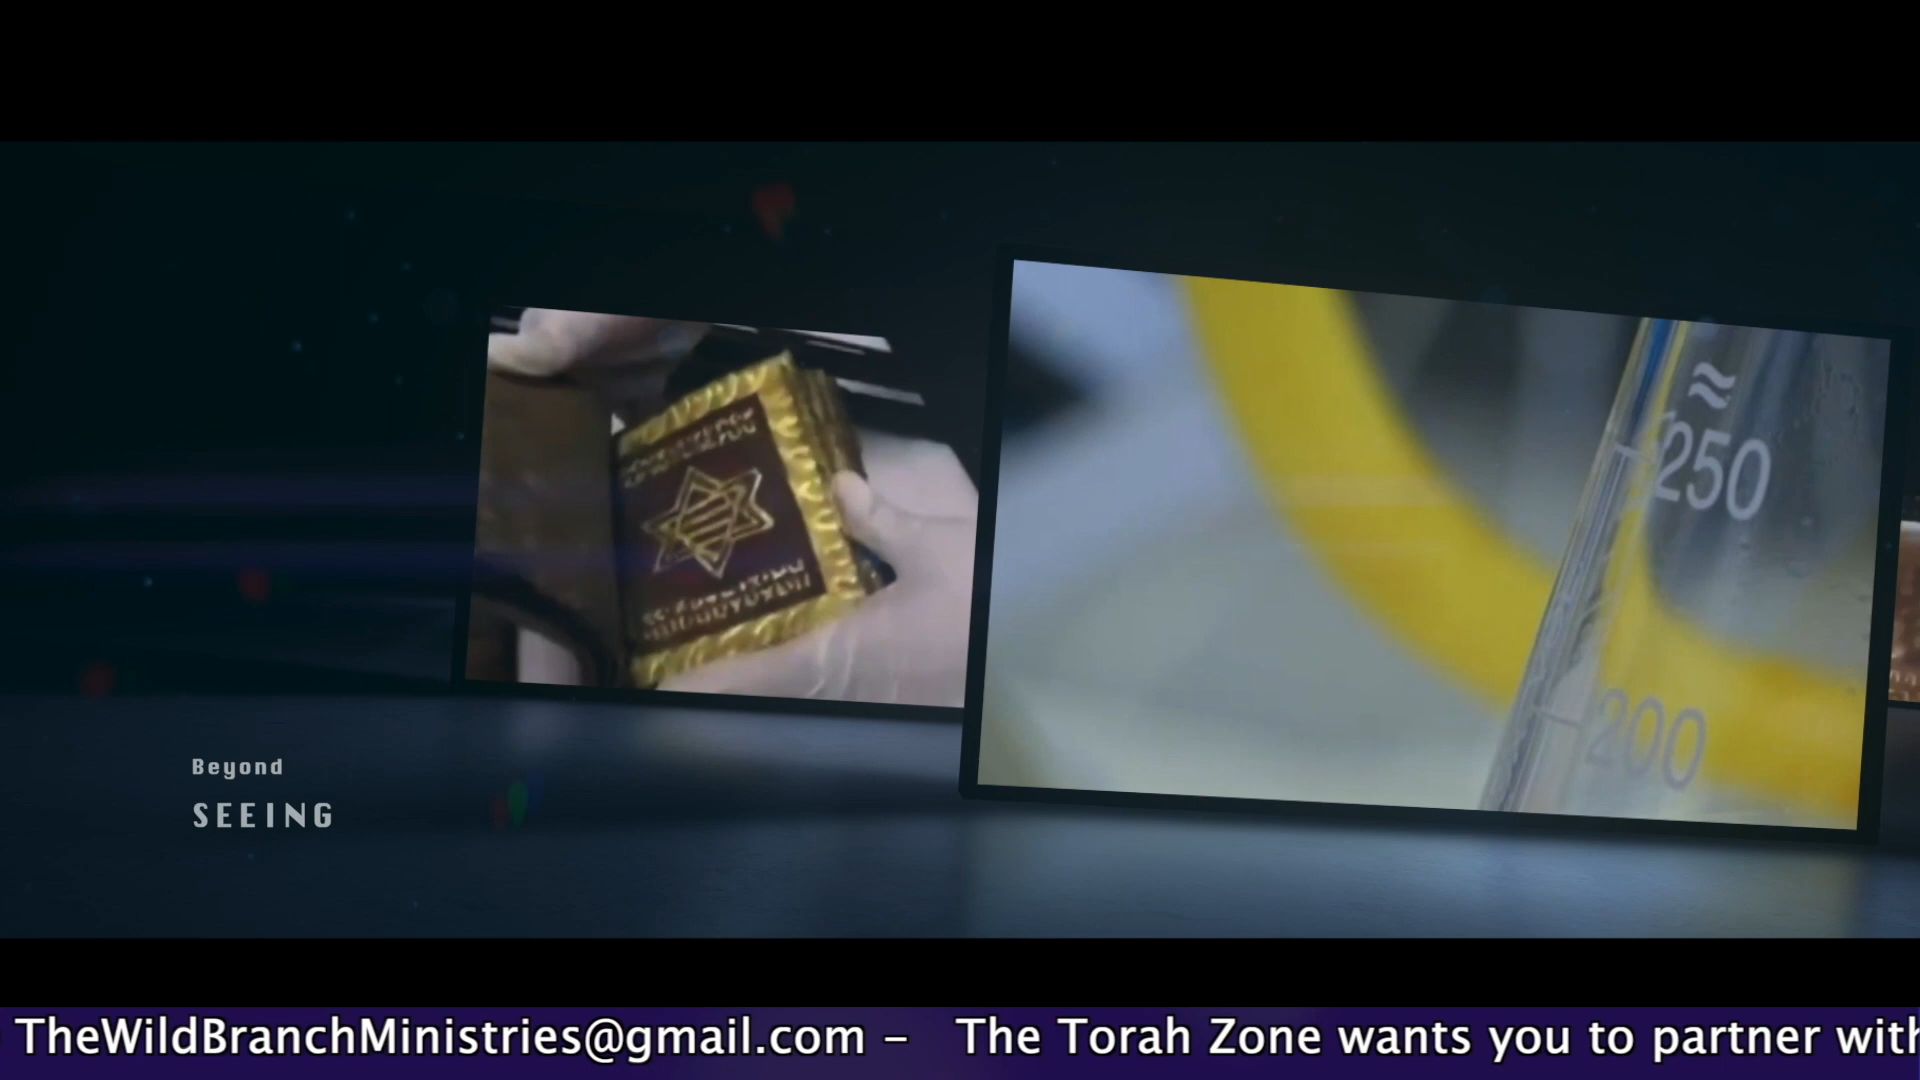 ≈
250
200
Beyond
SEEING
TheWildBranchMinistries@gmail.com – The Torah Zone wants you to partner with